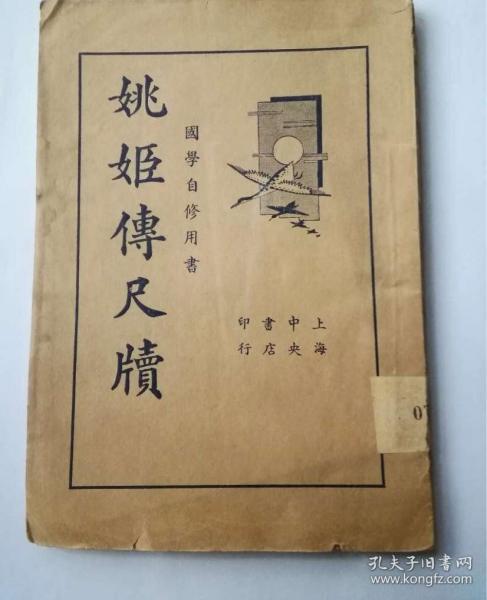 姚姬傳尺牘
國學自修用書
上海
中央
書店
印行
07
孔夫子旧书网
www.kongfz.com